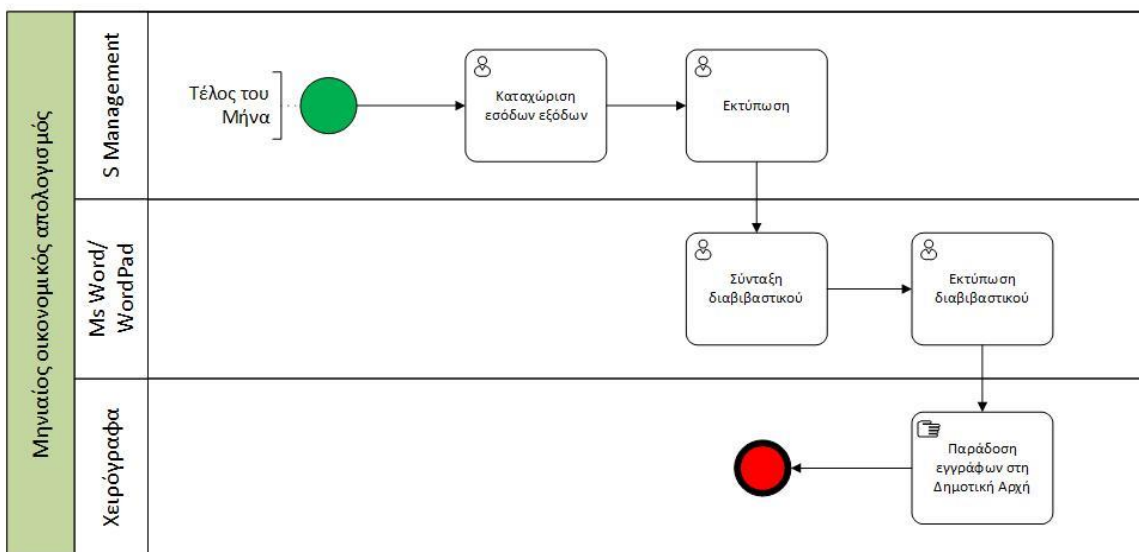 Μηνιαίος οικονομικός απολογισμός
S Management
Τέλος του
Μήνα
Καταχώριση
εσόδων εξόδων
Εκτύπωση
Ms Word/
WordPad
Σύνταξη
διαβιβαστικού
Εκτύπωση
διαβιβαστικού
Χειρόγραφα
Παράδοση
εγγράφων στη
Δημοτική Αρχή